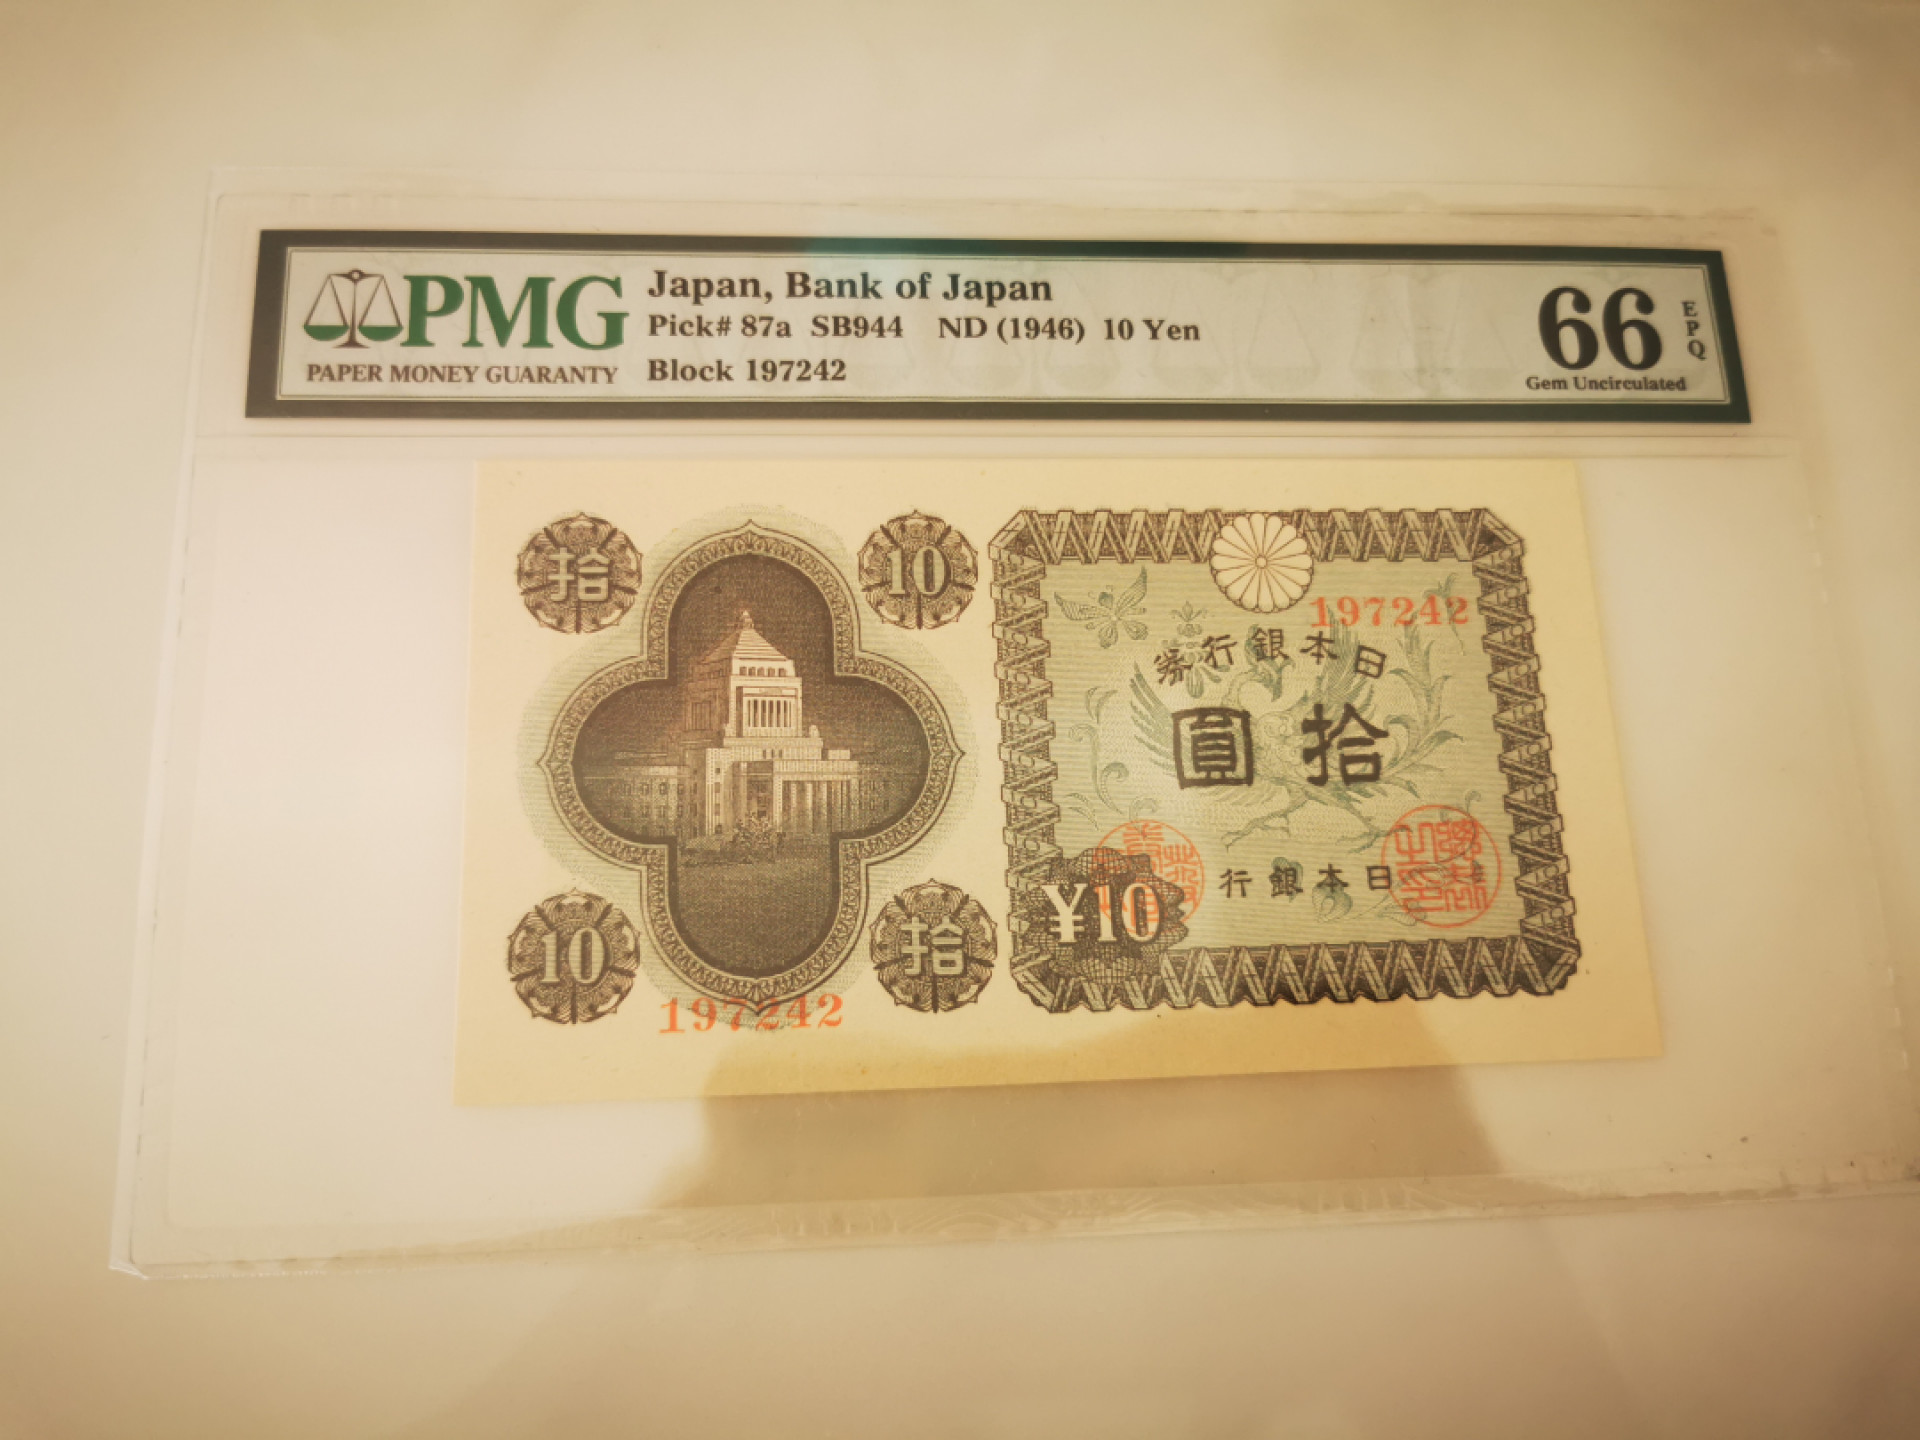 PMG
PAPER MONEY GUARANTY
Japan, Bank of Japan
Pick# 87a SB944 ND (1946) 10 Yen
Block 197242
66
EPQ
Gem Uncirculated
拾
10
197242
券行銀本日
圓拾
行銀本日
¥10
10
拾
197242